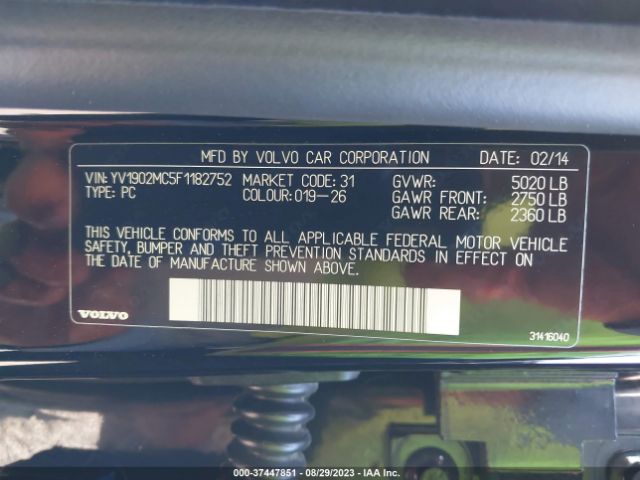 MFD BY VOLVO CAR CORPORATION DATE: 02/14
VIN: YV1902MC5F1182752 MARKET CODE: 31 GVWR: 5020 LB
TYPE: PC COLOUR: 019-26 GAWR FRONT: 2750 LB
GAWR REAR: 2360 LB
THIS VEHICLE CONFORMS TO ALL APPLICABLE FEDERAL MOTOR VEHICLE
SAFETY, BUMPER AND THEFT PREVENTION STANDARDS IN EFFECT ON
THE DATE OF MANUFACTURE SHOWN ABOVE.
VOLVO 31416040
000-37447851 - 08/29/2023 - IAA Inc.